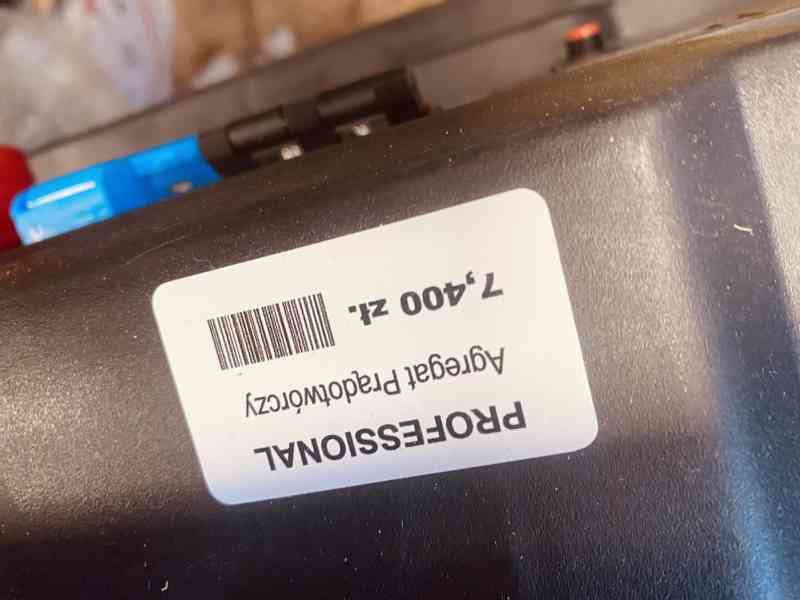 PROFESSIONAL
Agregat Prądotwórczy
7,400 zł.